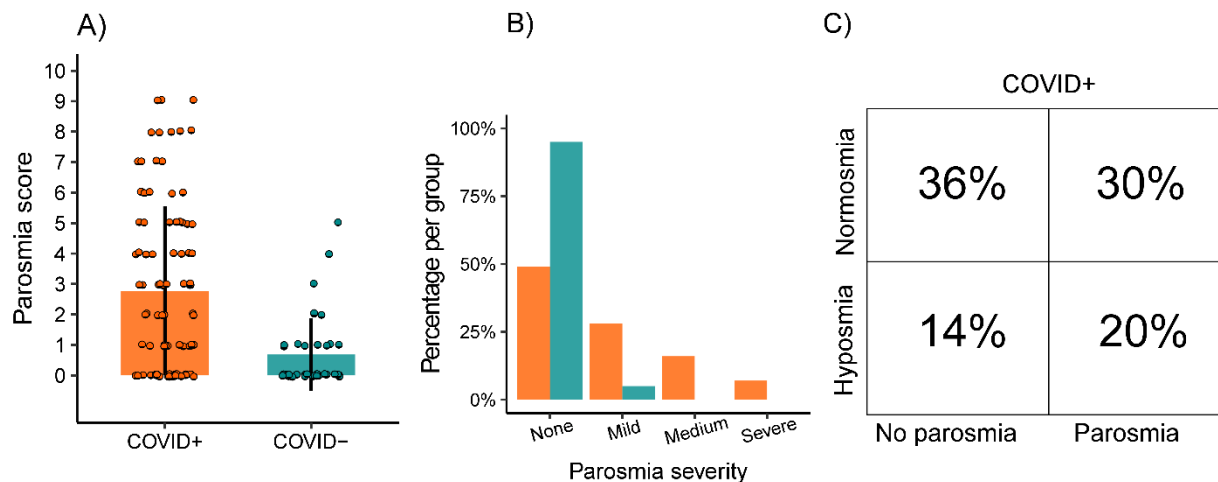 A)
Parosmia score
10
9
8
7
6
5
4
3
2
1
0
COVID+
COVID−
B)
Percentage per group
100%
75%
50%
25%
0%
None
Mild
Medium
Severe
Parosmia severity
C)
COVID+
Normosmia
36%
30%
Hyposmia
14%
20%
No parosmia
Parosmia